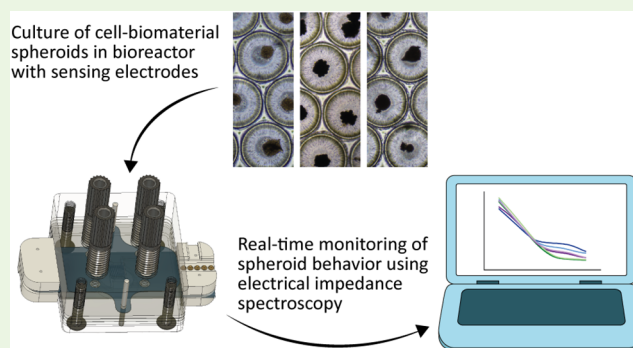 Culture of cell-biomaterial
spheroids in bioreactor
with sensing electrodes
Real-time monitoring of
spheroid behavior using
electrical impedance
spectroscopy